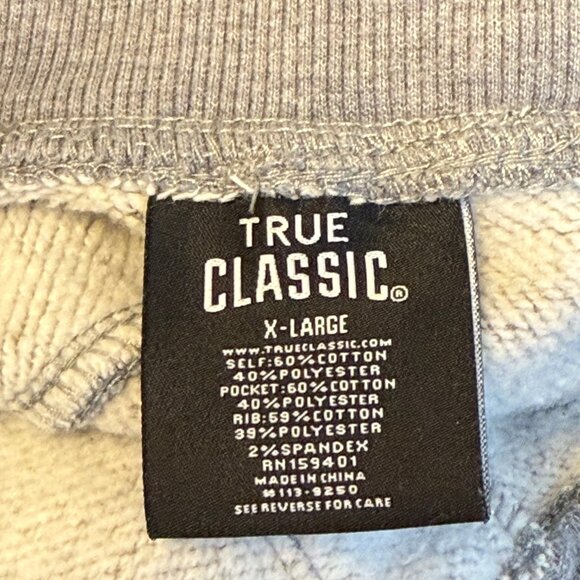 TRUE
CLASSIC®
X-LARGE
WWW.TRUECLASSIC.COM
SELF:60%COTTON
40%POLYESTER
POCKET:60%COTTON
40%POLYESTER
RIB:59%COTTON
39%POLYESTER
2%SPANDEX
RN159401
MADE IN CHINA
#113-9250
SEE REVERSE FOR CARE